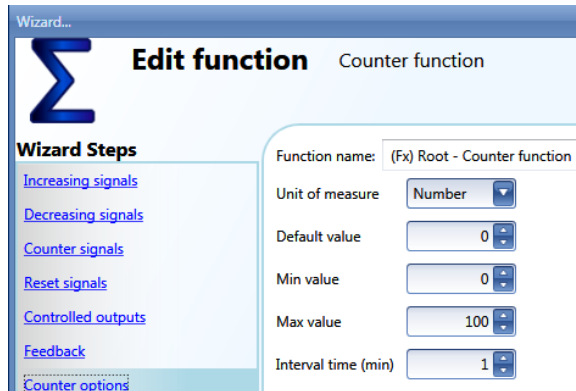 Wizard...
Edit function Counter function
Wizard Steps
Increasing signals
Decreasing signals
Counter signals
Reset signals
Controlled outputs
Feedback
Counter options
Function name: (Fx) Root - Counter function
Unit of measure Number
Default value 0
Min value 0
Max value 100
Interval time (min) 1